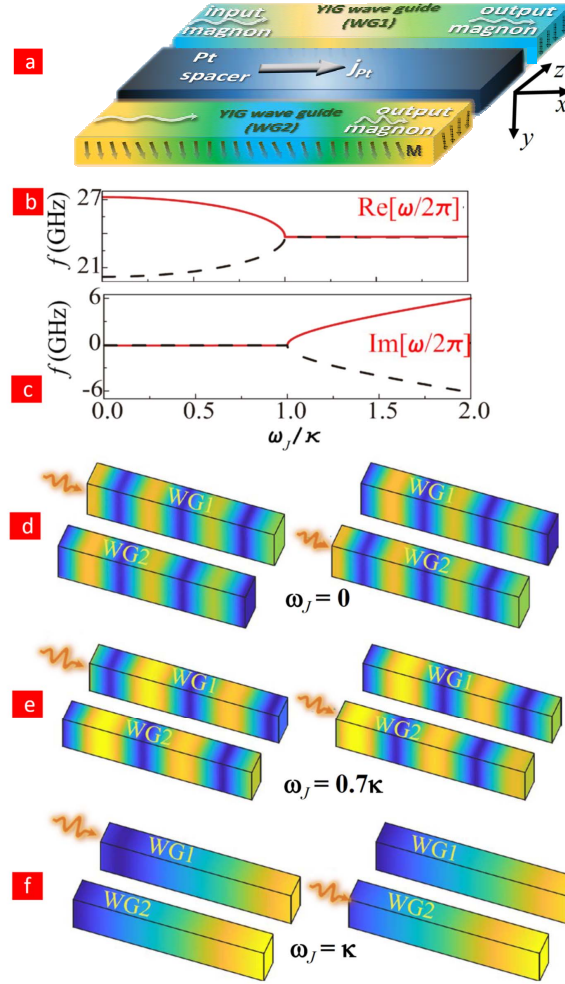 input
magnon
YIG wave guide
(WG1)
output
magnon
a
Pt
spacer
j_Pt
z
x
y
YIG wave guide
(WG2)
output
magnon
M
b
27
21
f (GHz)
Re[ω/2π]
c
6
0
-6
f (GHz)
Im[ω/2π]
0.0 0.5 1.0 1.5 2.0
ω_J/κ
d
WG1
WG2
WG1
WG2
ω_J = 0
e
WG1
WG2
WG1
WG2
ω_J = 0.7κ
f
WG1
WG2
WG1
WG2
ω_J = κ